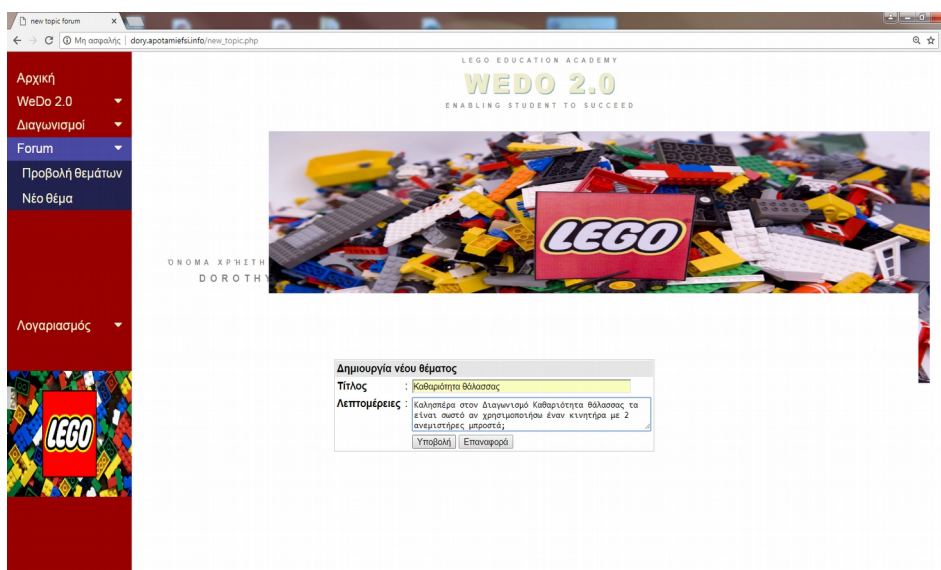 new topic forum
Μη ασφαλής | dory.apotamiefsi.info/new_topic.php
Αρχική
WeDo 2.0
Διαγωνισμοί
Forum
Προβολή θεμάτων
Νέο θέμα
Λογαριασμός
LEGO
LEGO EDUCATION ACADEMY
WEDO 2.0
ENABLING STUDENT TO SUCCEED
LEGO
ΌΝΟΜΑ ΧΡΉΣΤΗ
DOROTHY
Δημιουργία νέου θέματος
Τίτλος : Καθαριότητα θάλασσας
Λεπτομέρειες : Καλησπέρα στον Διαγωνισμό Καθαριότητα θάλασσας τα
είναι σωστό αν χρησιμοποιήσω έναν κινητήρα με 2
ανεμιστήρες μπροστά;
Υποβολή Επαναφορά